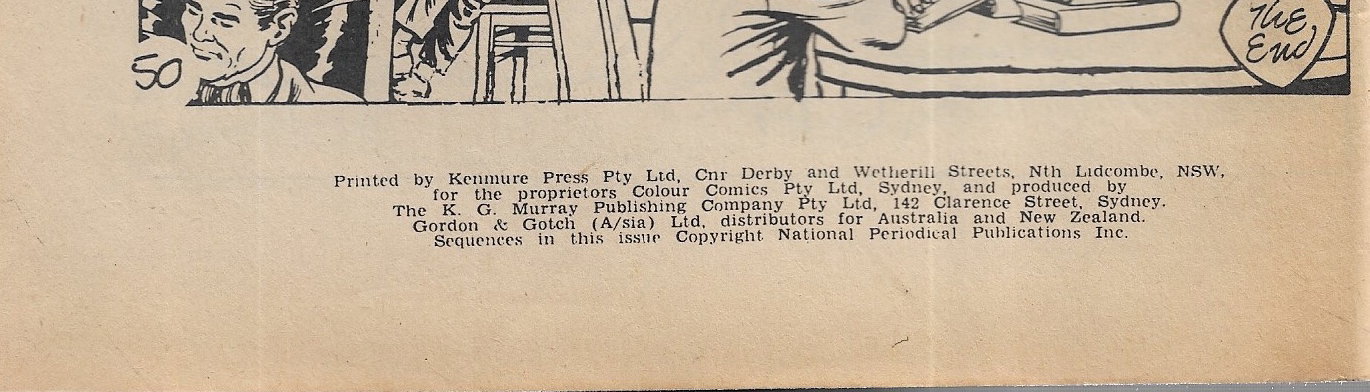 50
The
End
Printed by Kenmure Press Pty Ltd, Cnr Derby and Wetherill Streets, Nth Lidcombe, NSW,
for the proprietors Colour Comics Pty Ltd, Sydney, and produced by
The K. G. Murray Publishing Company Pty Ltd, 142 Clarence Street, Sydney.
Gordon & Gotch (A/sia) Ltd, distributors for Australia and New Zealand.
Sequences in this issue Copyright National Periodical Publications Inc.